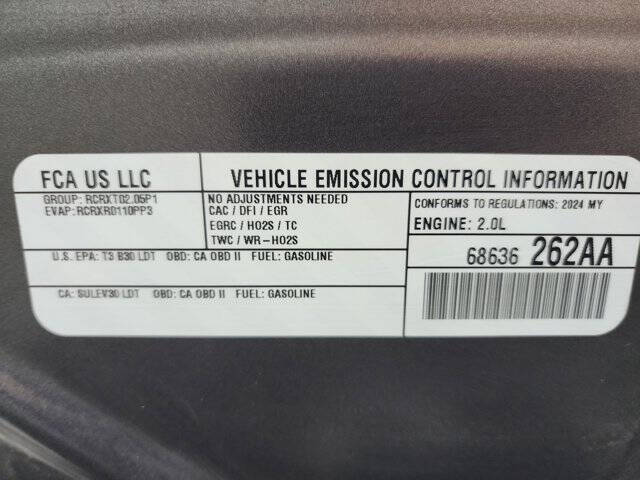 FCA US LLC
VEHICLE EMISSION CONTROL INFORMATION
GROUP: RCRXT02.05P1
EVAP: RCRXR0110PP3
NO ADJUSTMENTS NEEDED
CAC / DFI / EGR
EGRC / HO2S / TC
TWC / WR-HO2S
CONFORMS TO REGULATIONS: 2024 MY
ENGINE: 2.0L
U.S. EPA: T3 B30 LDT OBD: CA OBD II FUEL: GASOLINE
CA: SULEV30 LDT OBD: CA OBD II FUEL: GASOLINE
68636 262AA